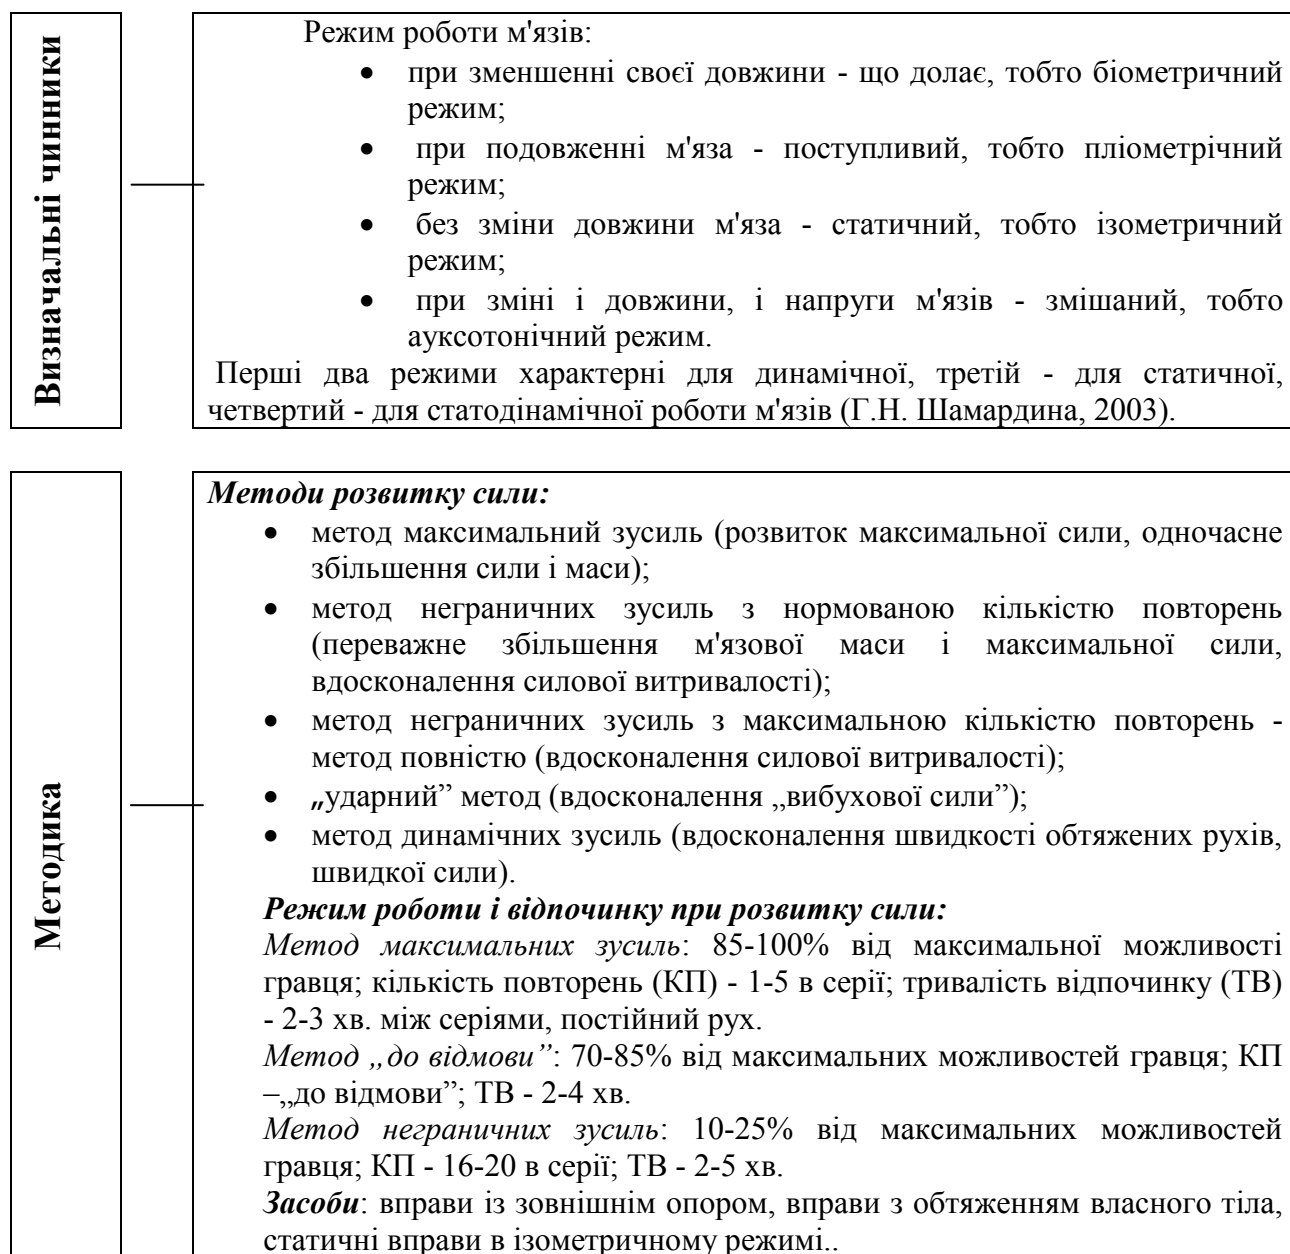 Визначальні чинники
Режим роботи м'язів:
• при зменшенні своєї довжини - що долає, тобто біометричний
режим;
• при подовженні м'яза - поступливий, тобто пліометрічний
режим;
• без зміни довжини м'яза - статичний, тобто ізометричний
режим;
• при зміні і довжини, і напруги м'язів - змішаний, тобто
ауксотонічний режим.
Перші два режими характерні для динамічної, третій - для статичної,
четвертий - для статодінамічної роботи м'язів (Г.Н. Шамардина, 2003).
Методика
Методи розвитку сили:
• метод максимальний зусиль (розвиток максимальної сили, одночасне
збільшення сили і маси);
• метод неграничних зусиль з нормованою кількістю повторень
(переважне збільшення м'язової маси і максимальної сили,
вдосконалення силової витривалості);
• метод неграничних зусиль з максимальною кількістю повторень -
метод повністю (вдосконалення силової витривалості);
• „ударний” метод (вдосконалення „вибухової сили”);
• метод динамічних зусиль (вдосконалення швидкості обтяжених рухів,
швидкої сили).
Режим роботи і відпочинку при розвитку сили:
Метод максимальних зусиль: 85-100% від максимальної можливості
гравця; кількість повторень (КП) - 1-5 в серії; тривалість відпочинку (ТВ)
- 2-3 хв. між серіями, постійний рух.
Метод „до відмови”: 70-85% від максимальних можливостей гравця; КП
–„до відмови”; ТВ - 2-4 хв.
Метод неграничних зусиль: 10-25% від максимальних можливостей
гравця; КП - 16-20 в серії; ТВ - 2-5 хв.
Засоби: вправи із зовнішнім опором, вправи з обтяженням власного тіла,
статичні вправи в ізометричному режимі..